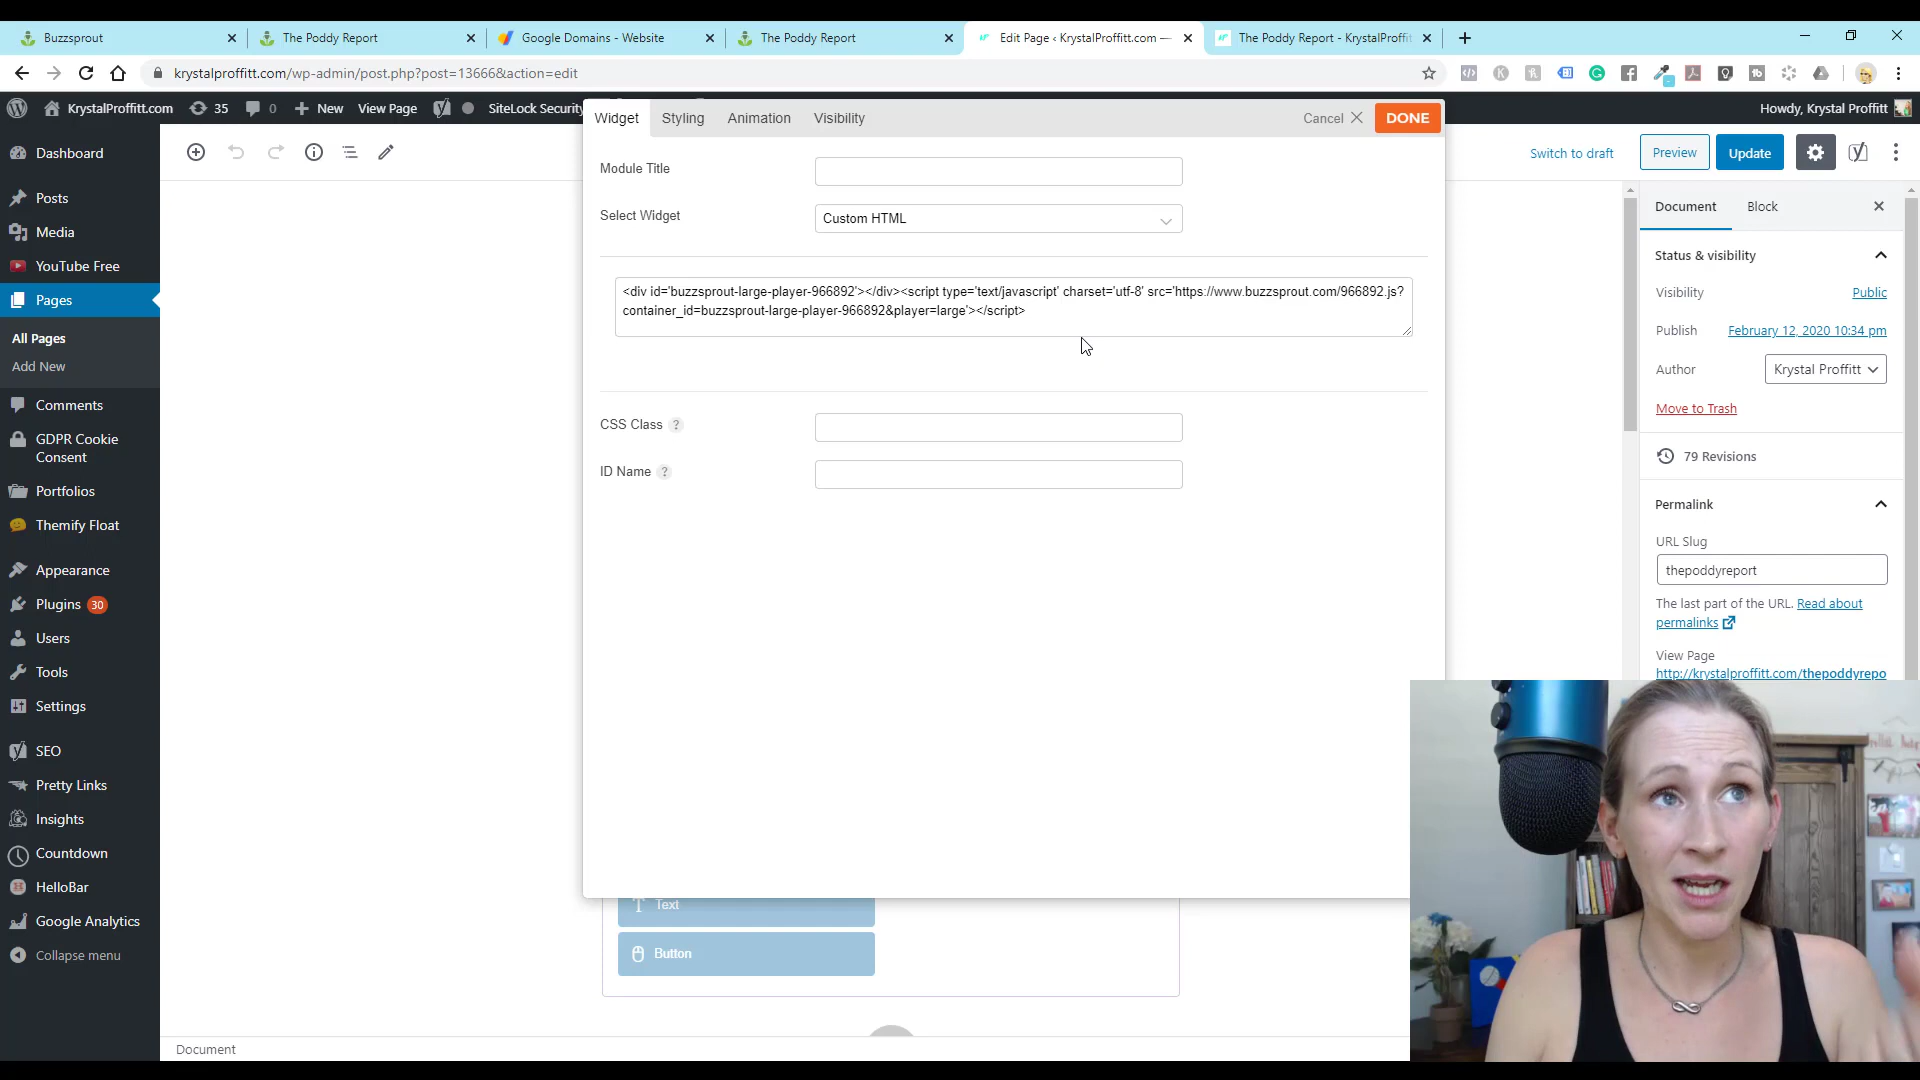 Buzzsprout
The Poddy Report
Google Domains - Website
The Poddy Report
Edit Page ‹ KrystalProffitt.com —
The Poddy Report - KrystalProffitt
krystalproffitt.com/wp-admin/post.php?post=13666&action=edit
KrystalProffitt.com
35
0
New
View Page
SiteLock Security
Howdy, Krystal Proffitt
Dashboard
Posts
Media
YouTube Free
Pages
All Pages
Add New
Comments
GDPR Cookie
Consent
Portfolios
Themify Float
Appearance
Plugins 30
Users
Tools
Settings
SEO
Pretty Links
Insights
Countdown
HelloBar
Google Analytics
Collapse menu
Widget
Styling
Animation
Visibility
Cancel
DONE
Module Title
Select Widget
Custom HTML
<div id='buzzsprout-large-player-966892'></div><script type='text/javascript' charset='utf-8' src='https://www.buzzsprout.com/966892.js?
container_id=buzzsprout-large-player-966892&player=large'></script>
CSS Class ?
ID Name ?
Text
Button
Document
Switch to draft
Preview
Update
Document
Block
Status & visibility
Visibility
Public
Publish
February 12, 2020 10:34 pm
Author
Krystal Proffitt
Move to Trash
79 Revisions
Permalink
URL Slug
thepoddyreport
The last part of the URL. Read about
permalinks
View Page
http://krystalproffitt.com/thepoddyrepo